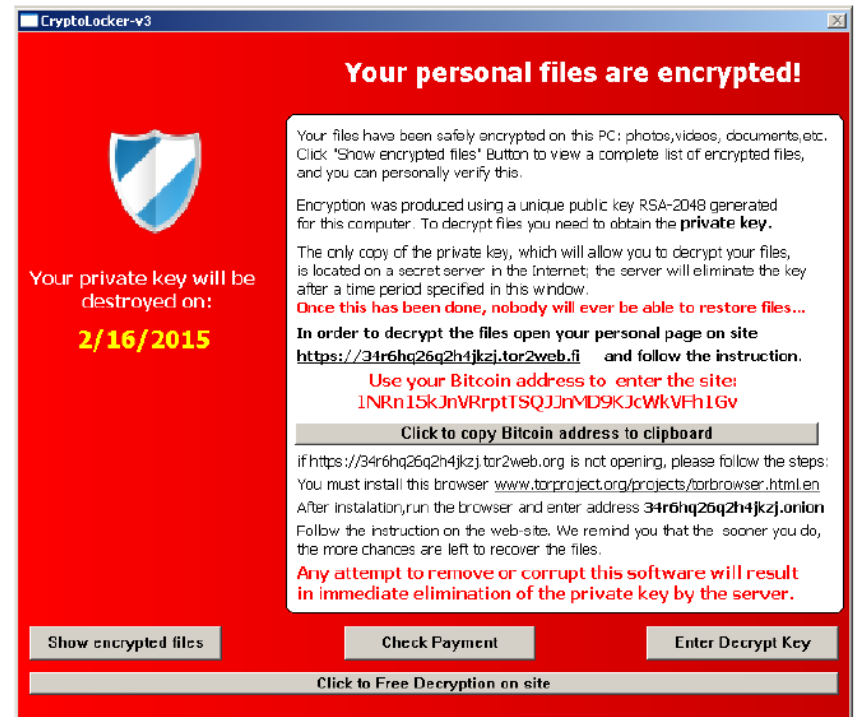 CryptoLocker-v3
Your personal files are encrypted!
Your files have been safely encrypted on this PC: photos,videos, documents,etc.
Click "Show encrypted files" Button to view a complete list of encrypted files,
and you can personally verify this.
Encryption was produced using a unique public key RSA-2048 generated
for this computer. To decrypt files you need to obtain the private key.
The only copy of the private key, which will allow you to decrypt your files,
is located on a secret server in the Internet; the server will eliminate the key
after a time period specified in this window.
Once this has been done, nobody will ever be able to restore files...
In order to decrypt the files open your personal page on site
https://34r6hq26q2h4jkzj.tor2web.fi and follow the instruction.
Use your Bitcoin address to enter the site:
1NRn15kJnVRrptTSQJJnMD9KJcWkVFh1Gv
Click to copy Bitcoin address to clipboard
if https://34r6hq26q2h4jkzj.tor2web.org is not opening, please follow the steps:
You must install this browser www.torproject.org/projects/torbrowser.html.en
After instalation,run the browser and enter address 34r6hq26q2h4jkzj.onion
Follow the instruction on the web-site. We remind you that the sooner you do,
the more chances are left to recover the files.
Any attempt to remove or corrupt this software will result
in immediate elimination of the private key by the server.
Your private key will be
destroyed on:
2/16/2015
Show encrypted files
Check Payment
Enter Decrypt Key
Click to Free Decryption on site